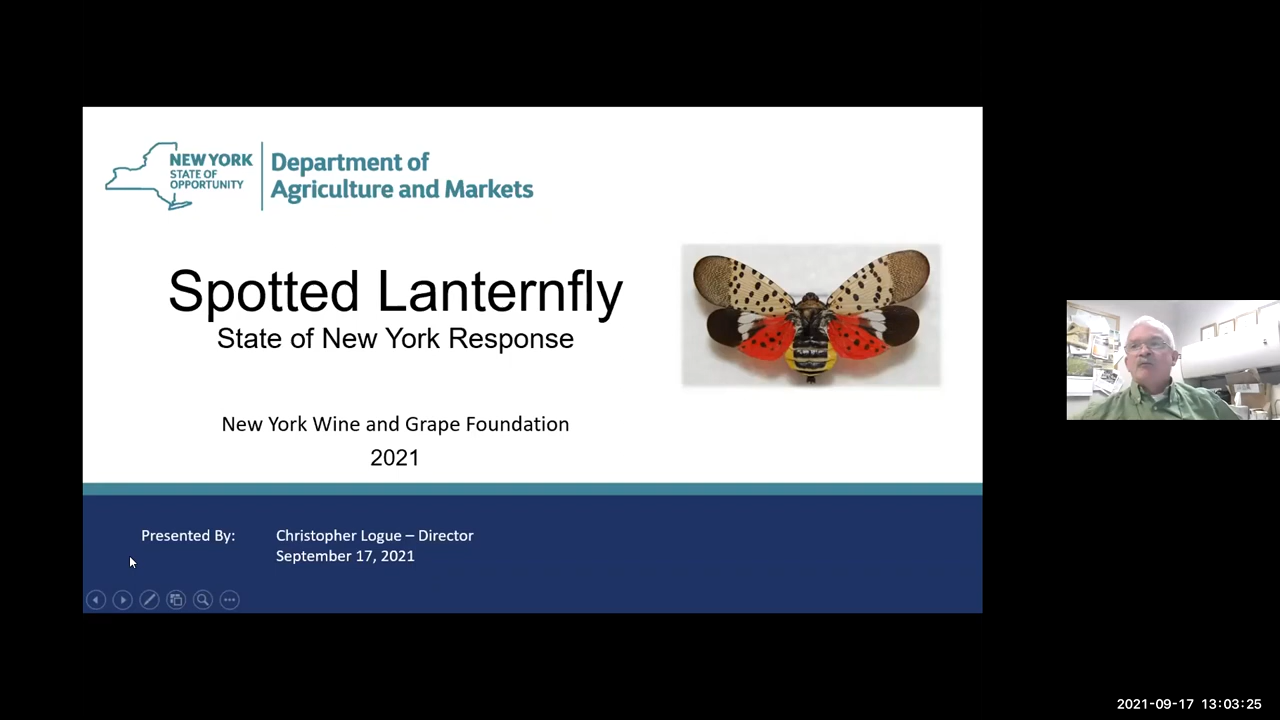 NEW YORK
STATE OF
OPPORTUNITY
Department of
Agriculture and Markets
Spotted Lanternfly
State of New York Response
New York Wine and Grape Foundation
2021
Presented By:
Christopher Logue – Director
September 17, 2021
2021-09-17 13:03:25